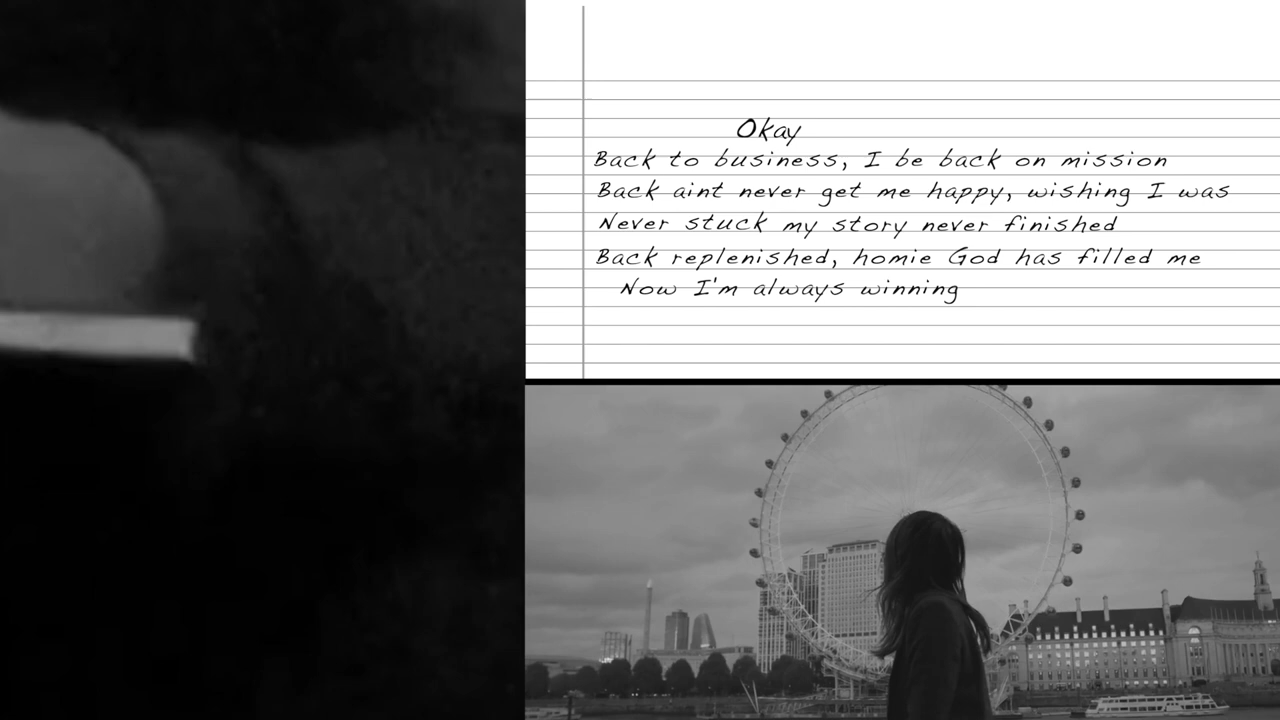 Okay
Back to business, I be back on mission
Back aint never get me happy, wishing I was
Never stuck my story never finished
Back replenished, homie God has filled me
Now I'm always winning